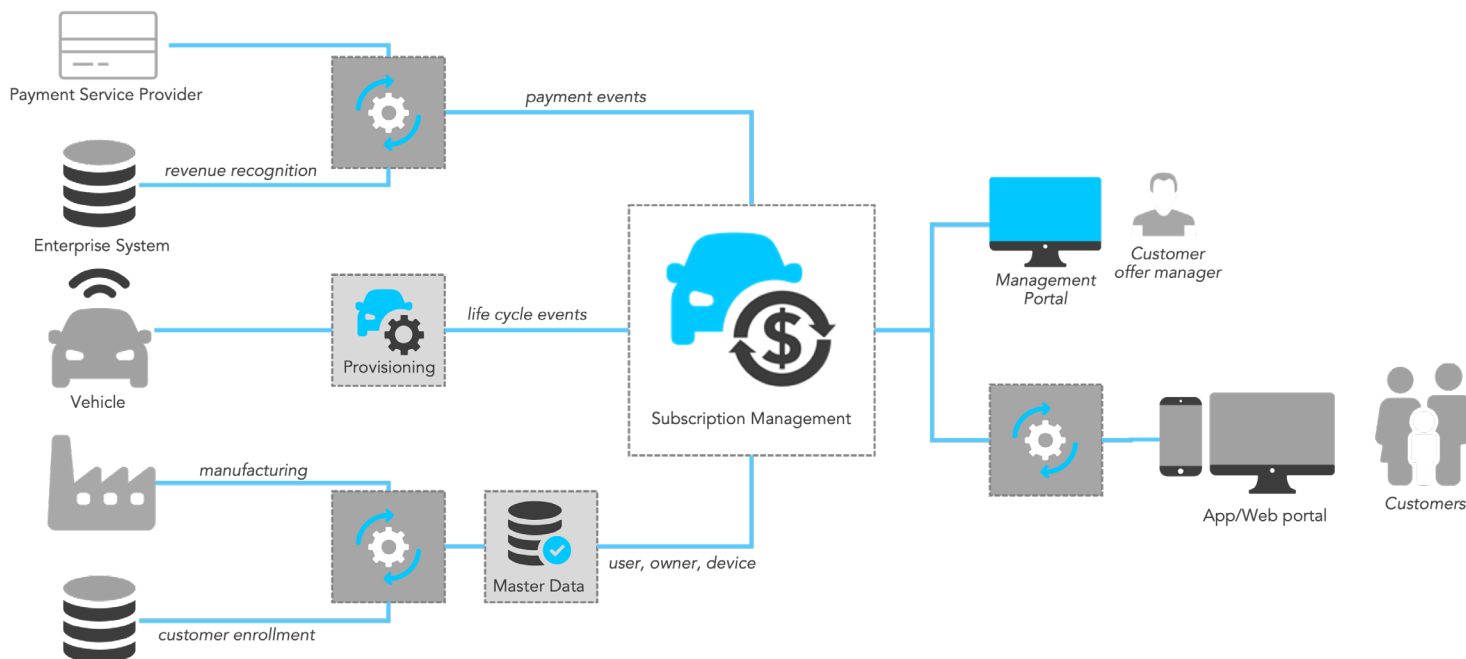 Payment Service Provider
payment events
revenue recognition
Enterprise System
Customer
offer manager
Management
Portal
life cycle events
Provisioning
Vehicle
$
Subscription Management
manufacturing
App/Web portal
Customers
user, owner, device
Master Data
customer enrollment